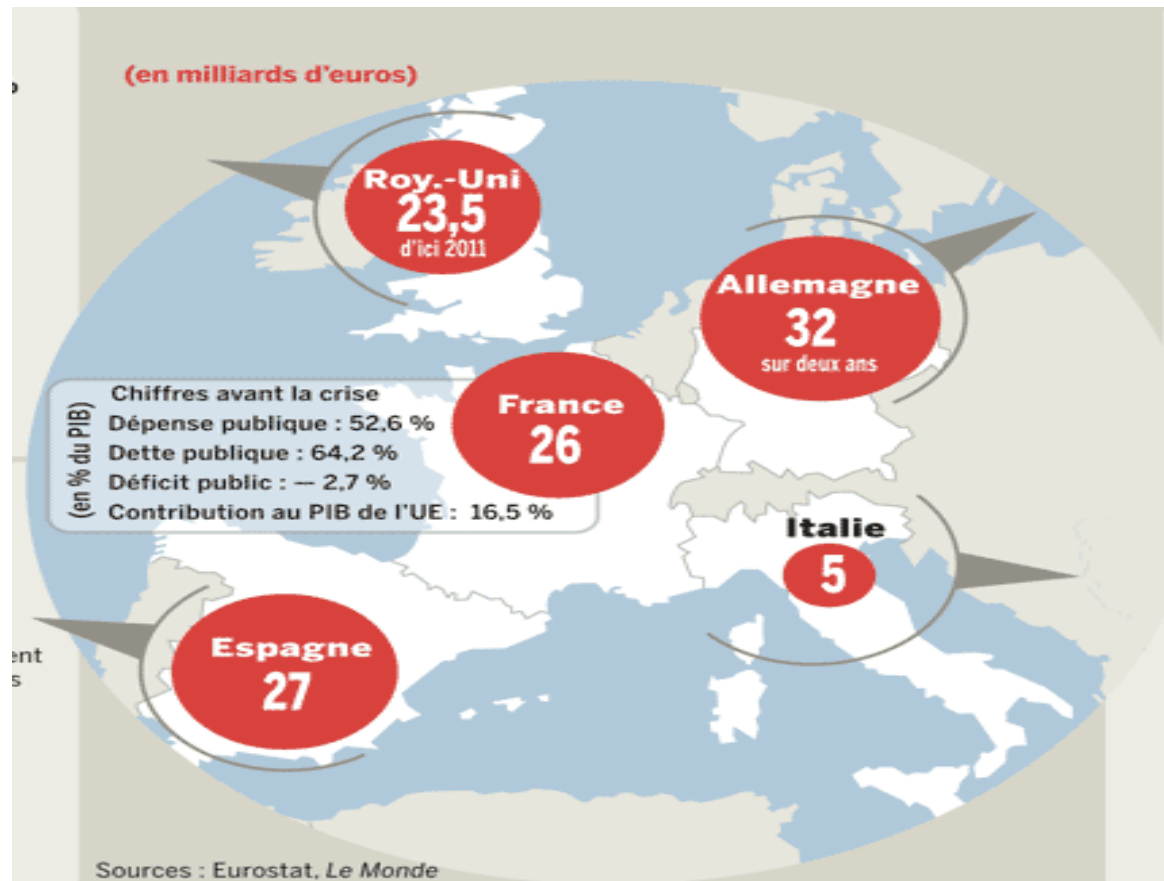 (en milliards d'euros)
Roy.-Uni
23,5
d'ici 2011
Allemagne
32
sur deux ans
France
26
(en % du PIB)
Chiffres avant la crise
Dépense publique : 52,6 %
Dette publique : 64,2 %
Déficit public : — 2,7 %
Contribution au PIB de l'UE : 16,5 %
Italie
5
Espagne
27
ent
s
Sources : Eurostat, Le Monde